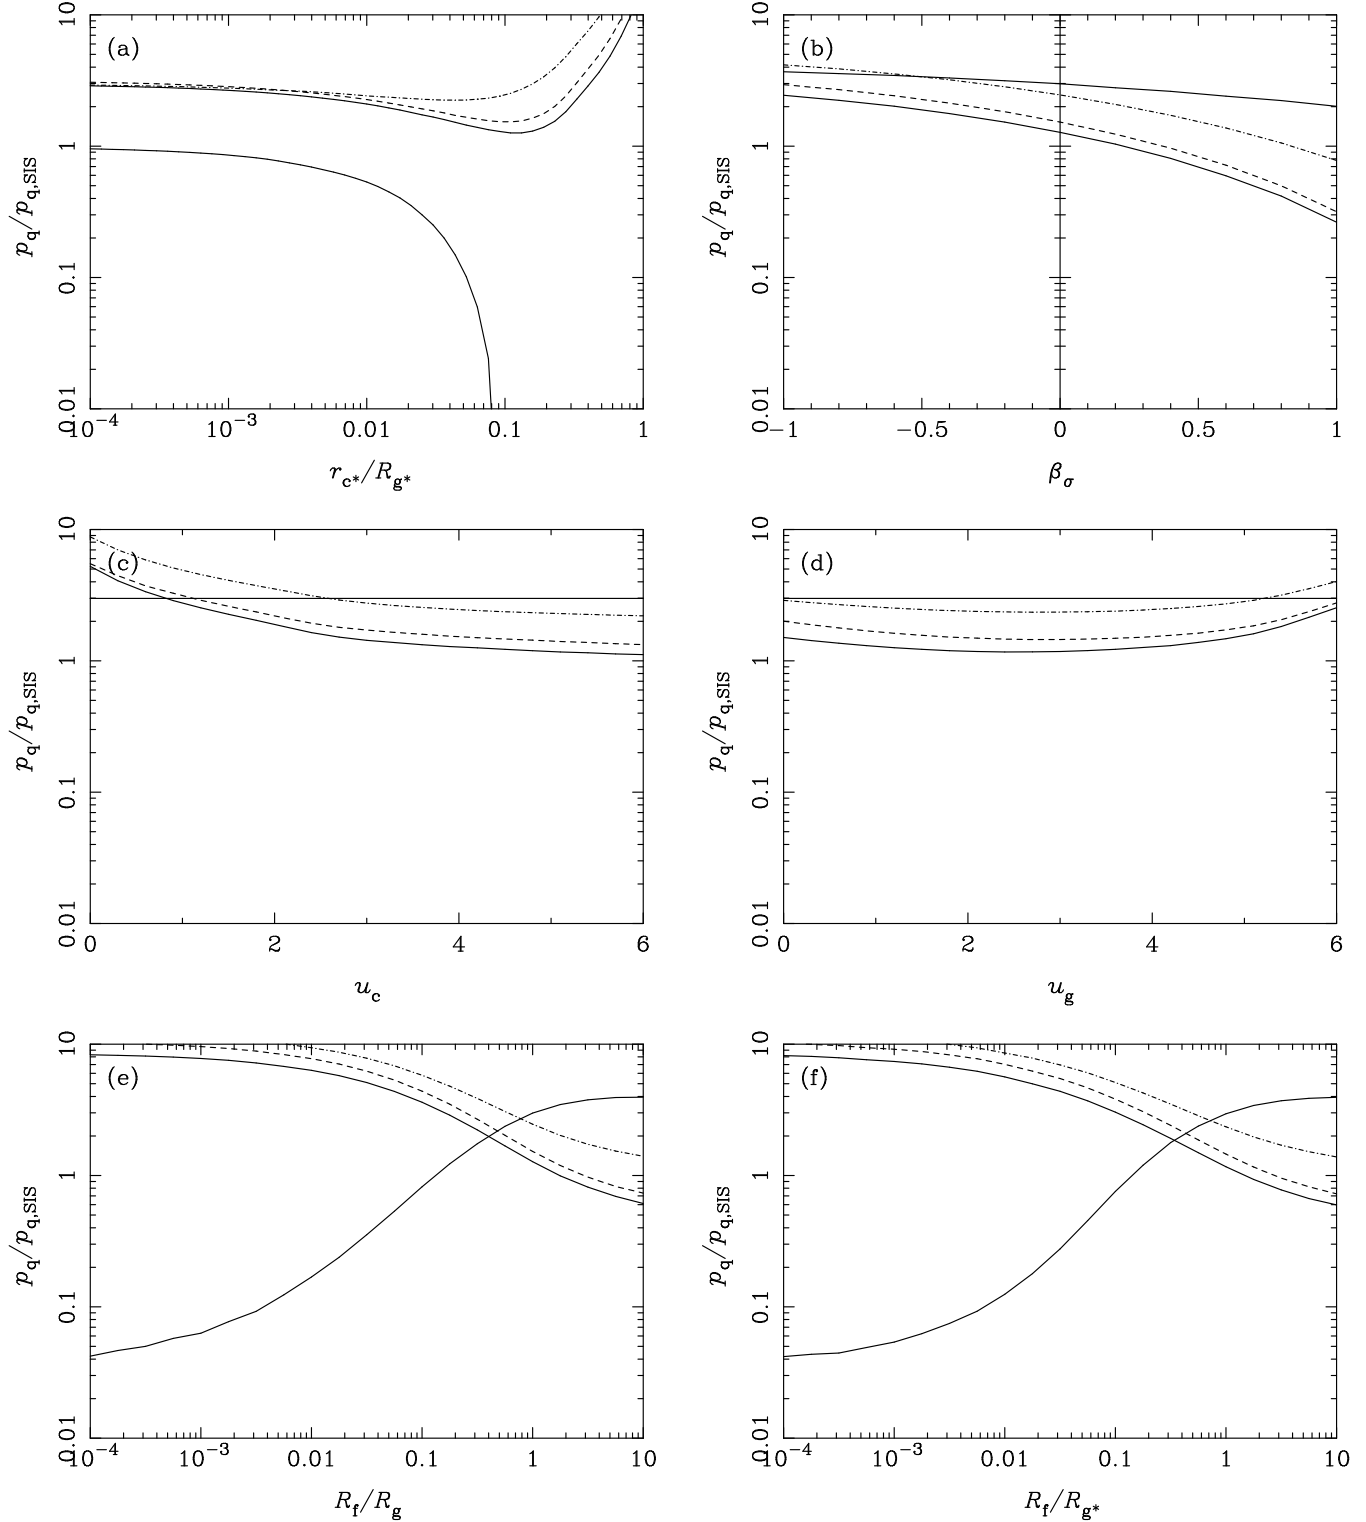 10
1
0.1
0.01
(a)
p_q/p_q,SIS
10^−4 10^−3 0.01 0.1 1
r_c*/R_g*
10
1
0.1
0.01
(b)
p_q/p_q,SIS
−1 −0.5 0 0.5 1
β_σ
10
1
0.1
0.01
(c)
p_q/p_q,SIS
0 2 4 6
u_c
10
1
0.1
0.01
(d)
p_q/p_q,SIS
0 2 4 6
u_g
10
1
0.1
0.01
(e)
p_q/p_q,SIS
10^−4 10^−3 0.01 0.1 1 10
R_f/R_g
10
1
0.1
0.01
(f)
p_q/p_q,SIS
10^−4 10^−3 0.01 0.1 1 10
R_f/R_g*